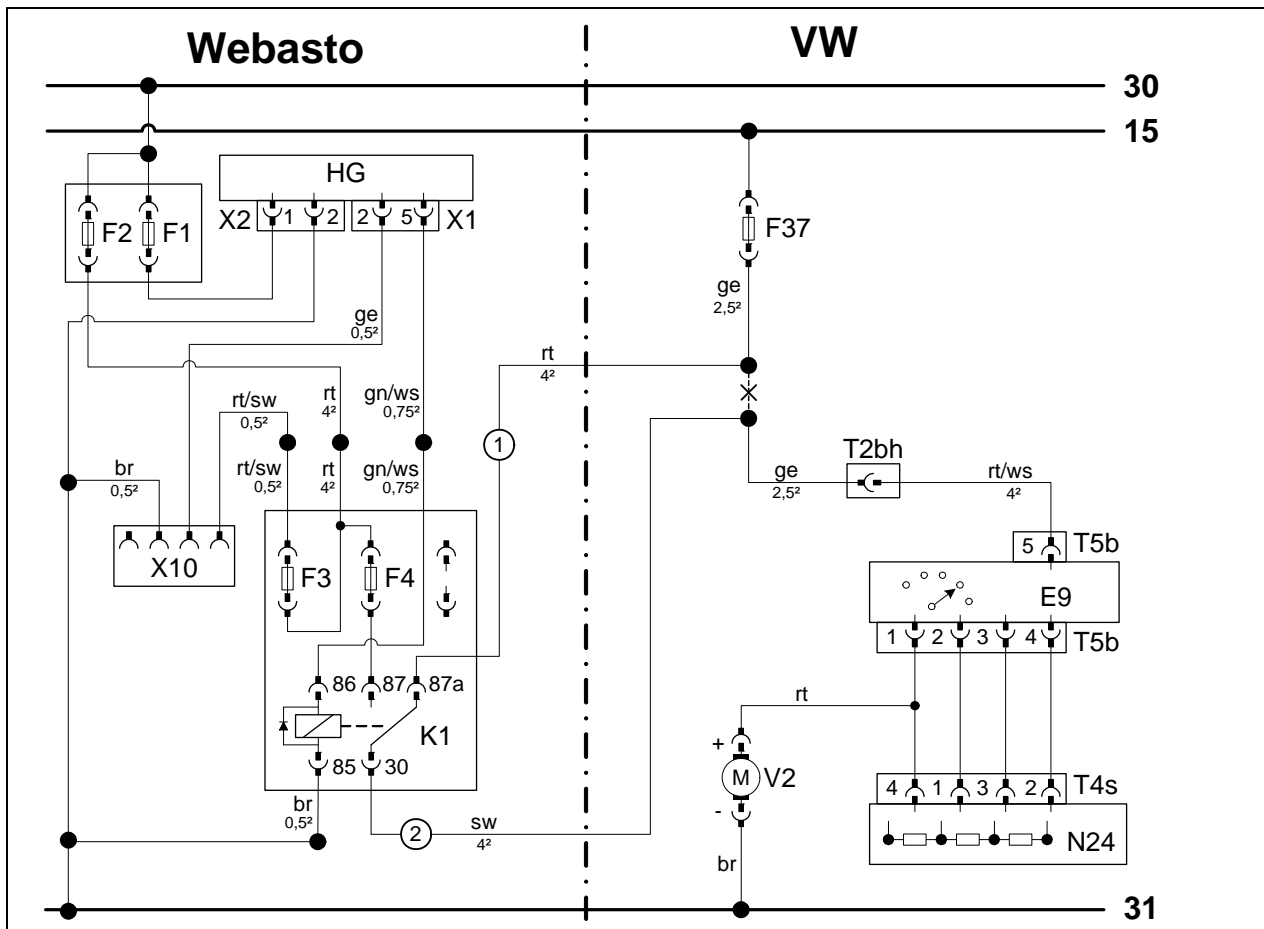 Webasto
VW
30
15
HG
X2 1 2 2 5 X1
F2 F1
F37
ge
2,5²
ge
0,5²
rt
4²
rt/sw
0,5²
rt
4²
gn/ws
0,75²
1
T2bh
br
0,5²
rt/sw
0,5²
rt
4²
gn/ws
0,75²
ge
2,5²
rt/ws
4²
X10
5 T5b
F3 F4
E9
1 2 3 4 T5b
86 87 87a
rt
K1
+
M V2
-
85 30
4 1 3 2 T4s
br
0,5²
2
sw
4²
N24
br
31